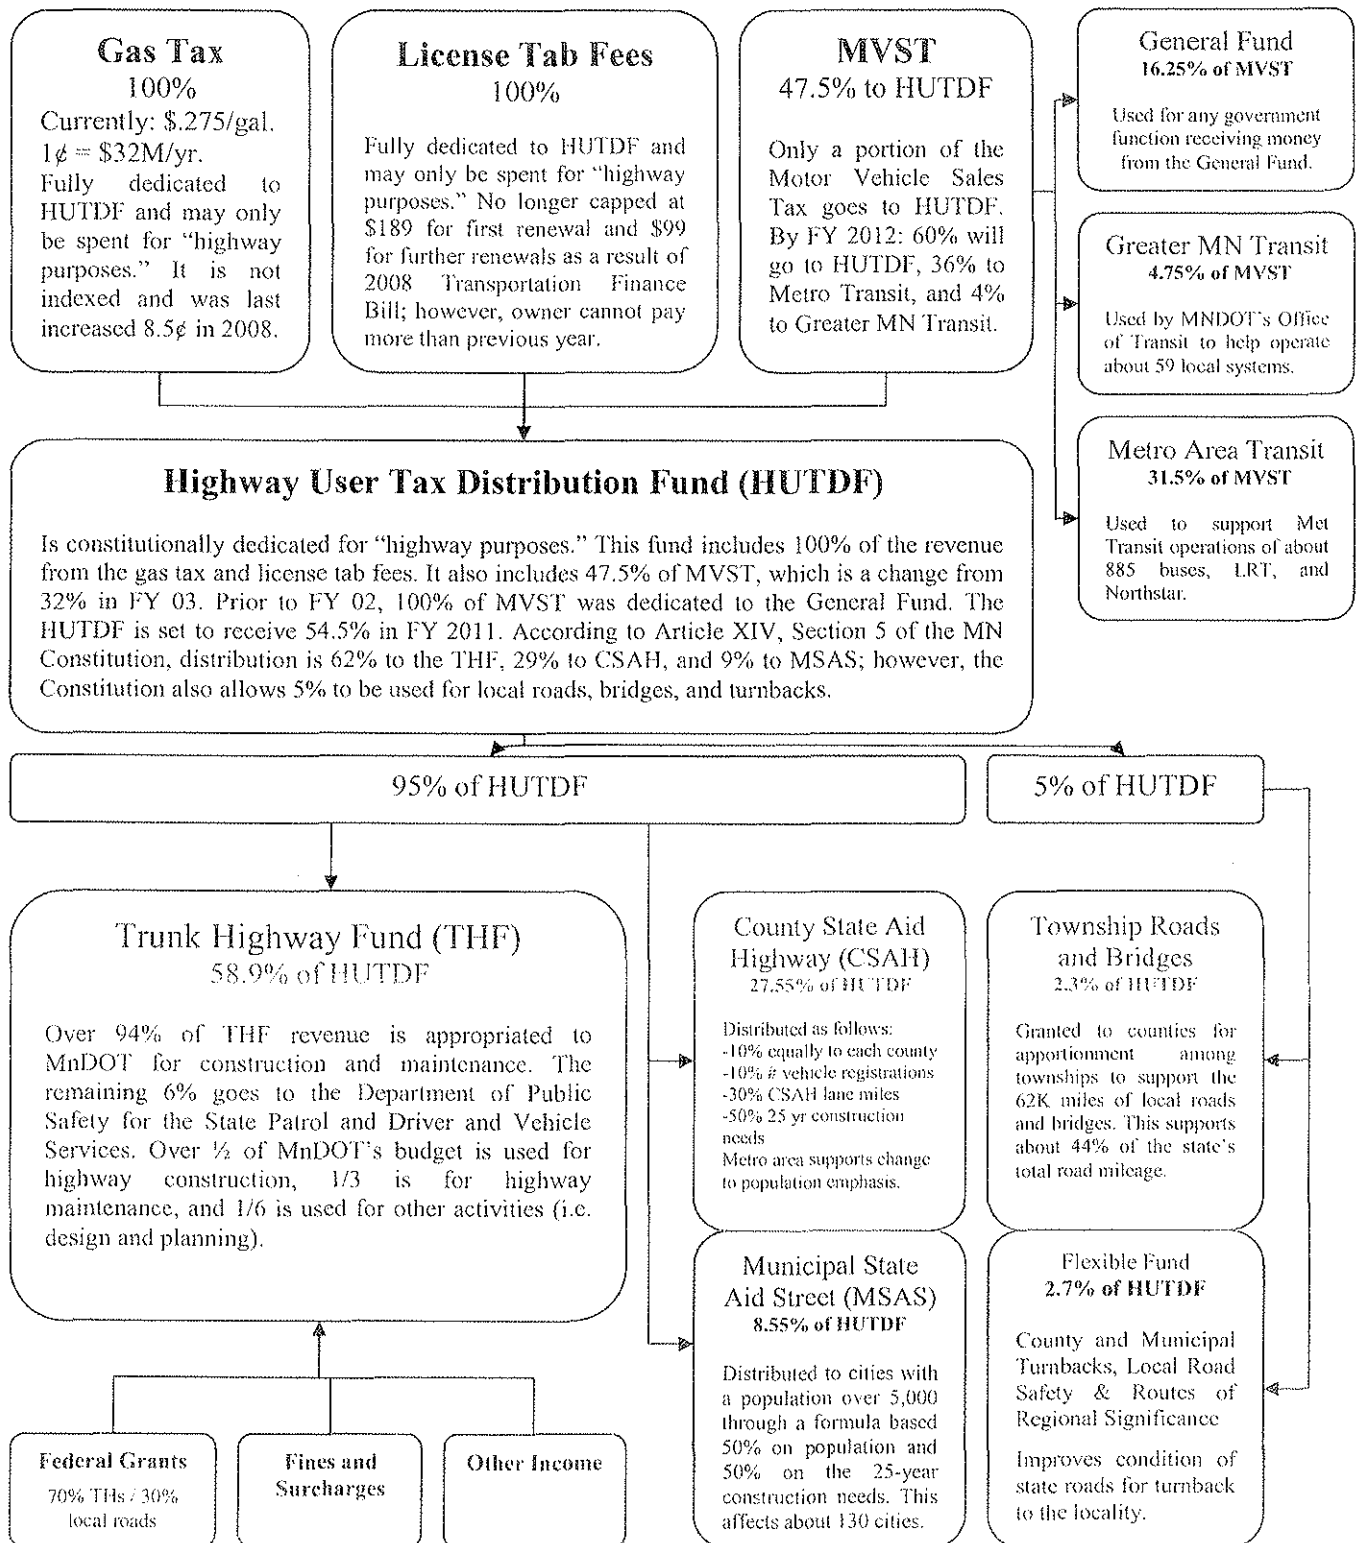 Gas Tax
100%
Currently: $.275/gal.
1¢ = $32M/yr.
Fully dedicated to
HUTDF and may only
be spent for “highway
purposes.” It is not
indexed and was last
increased 8.5¢ in 2008.
License Tab Fees
100%
Fully dedicated to HUTDF and
may only be spent for “highway
purposes.” No longer capped at
$189 for first renewal and $99
for further renewals as a result of
2008 Transportation Finance
Bill; however, owner cannot pay
more than previous year.
MVST
47.5% to HUTDF
Only a portion of the
Motor Vehicle Sales
Tax goes to HUTDF.
By FY 2012: 60% will
go to HUTDF, 36% to
Metro Transit, and 4%
to Greater MN Transit.
General Fund
16.25% of MVST
Used for any government
function receiving money
from the General Fund.
Greater MN Transit
4.75% of MVST
Used by MNDOT’s Office
of Transit to help operate
about 59 local systems.
Metro Area Transit
31.5% of MVST
Used to support Met
Transit operations of about
885 buses, LRT, and
Northstar.
Highway User Tax Distribution Fund (HUTDF)
Is constitutionally dedicated for “highway purposes.” This fund includes 100% of the revenue
from the gas tax and license tab fees. It also includes 47.5% of MVST, which is a change from
32% in FY 03. Prior to FY 02, 100% of MVST was dedicated to the General Fund. The
HUTDF is set to receive 54.5% in FY 2011. According to Article XIV, Section 5 of the MN
Constitution, distribution is 62% to the THF, 29% to CSAH, and 9% to MSAS; however, the
Constitution also allows 5% to be used for local roads, bridges, and turnbacks.
95% of HUTDF
5% of HUTDF
Trunk Highway Fund (THF)
58.9% of HUTDF
Over 94% of THF revenue is appropriated to
MnDOT for construction and maintenance. The
remaining 6% goes to the Department of Public
Safety for the State Patrol and Driver and Vehicle
Services. Over ½ of MnDOT’s budget is used for
highway construction, 1/3 is for highway
maintenance, and 1/6 is used for other activities (i.e.
design and planning).
County State Aid
Highway (CSAH)
27.55% of HUTDF
Distributed as follows:
-10% equally to each county
-10% # vehicle registrations
-30% CSAH lane miles
-50% 25 yr construction
needs
Metro area supports change
to population emphasis.
Township Roads
and Bridges
2.3% of HUTDF
Granted to counties for
apportionment among
townships to support the
62K miles of local roads
and bridges. This supports
about 44% of the state’s
total road mileage.
Municipal State
Aid Street (MSAS)
8.55% of HUTDF
Distributed to cities with
a population over 5,000
through a formula based
50% on population and
50% on the 25-year
construction needs. This
affects about 130 cities.
Flexible Fund
2.7% of HUTDF
County and Municipal
Turnbacks, Local Road
Safety & Routes of
Regional Significance
Improves condition of
state roads for turnback
to the locality.
Federal Grants
70% THs / 30%
local roads
Fines and
Surcharges
Other Income